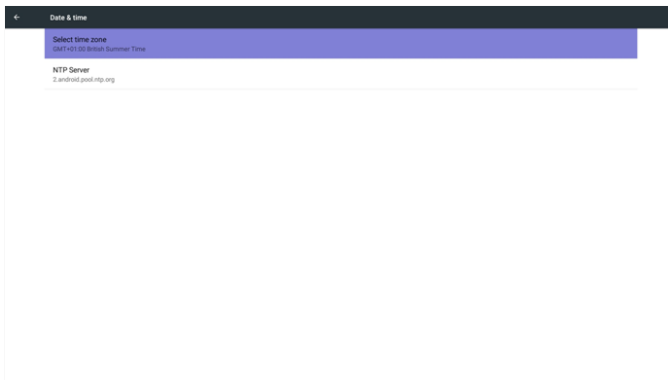 Date & time
Select time zone
GMT+01:00 British Summer Time
NTP Server
2.android.pool.ntp.org